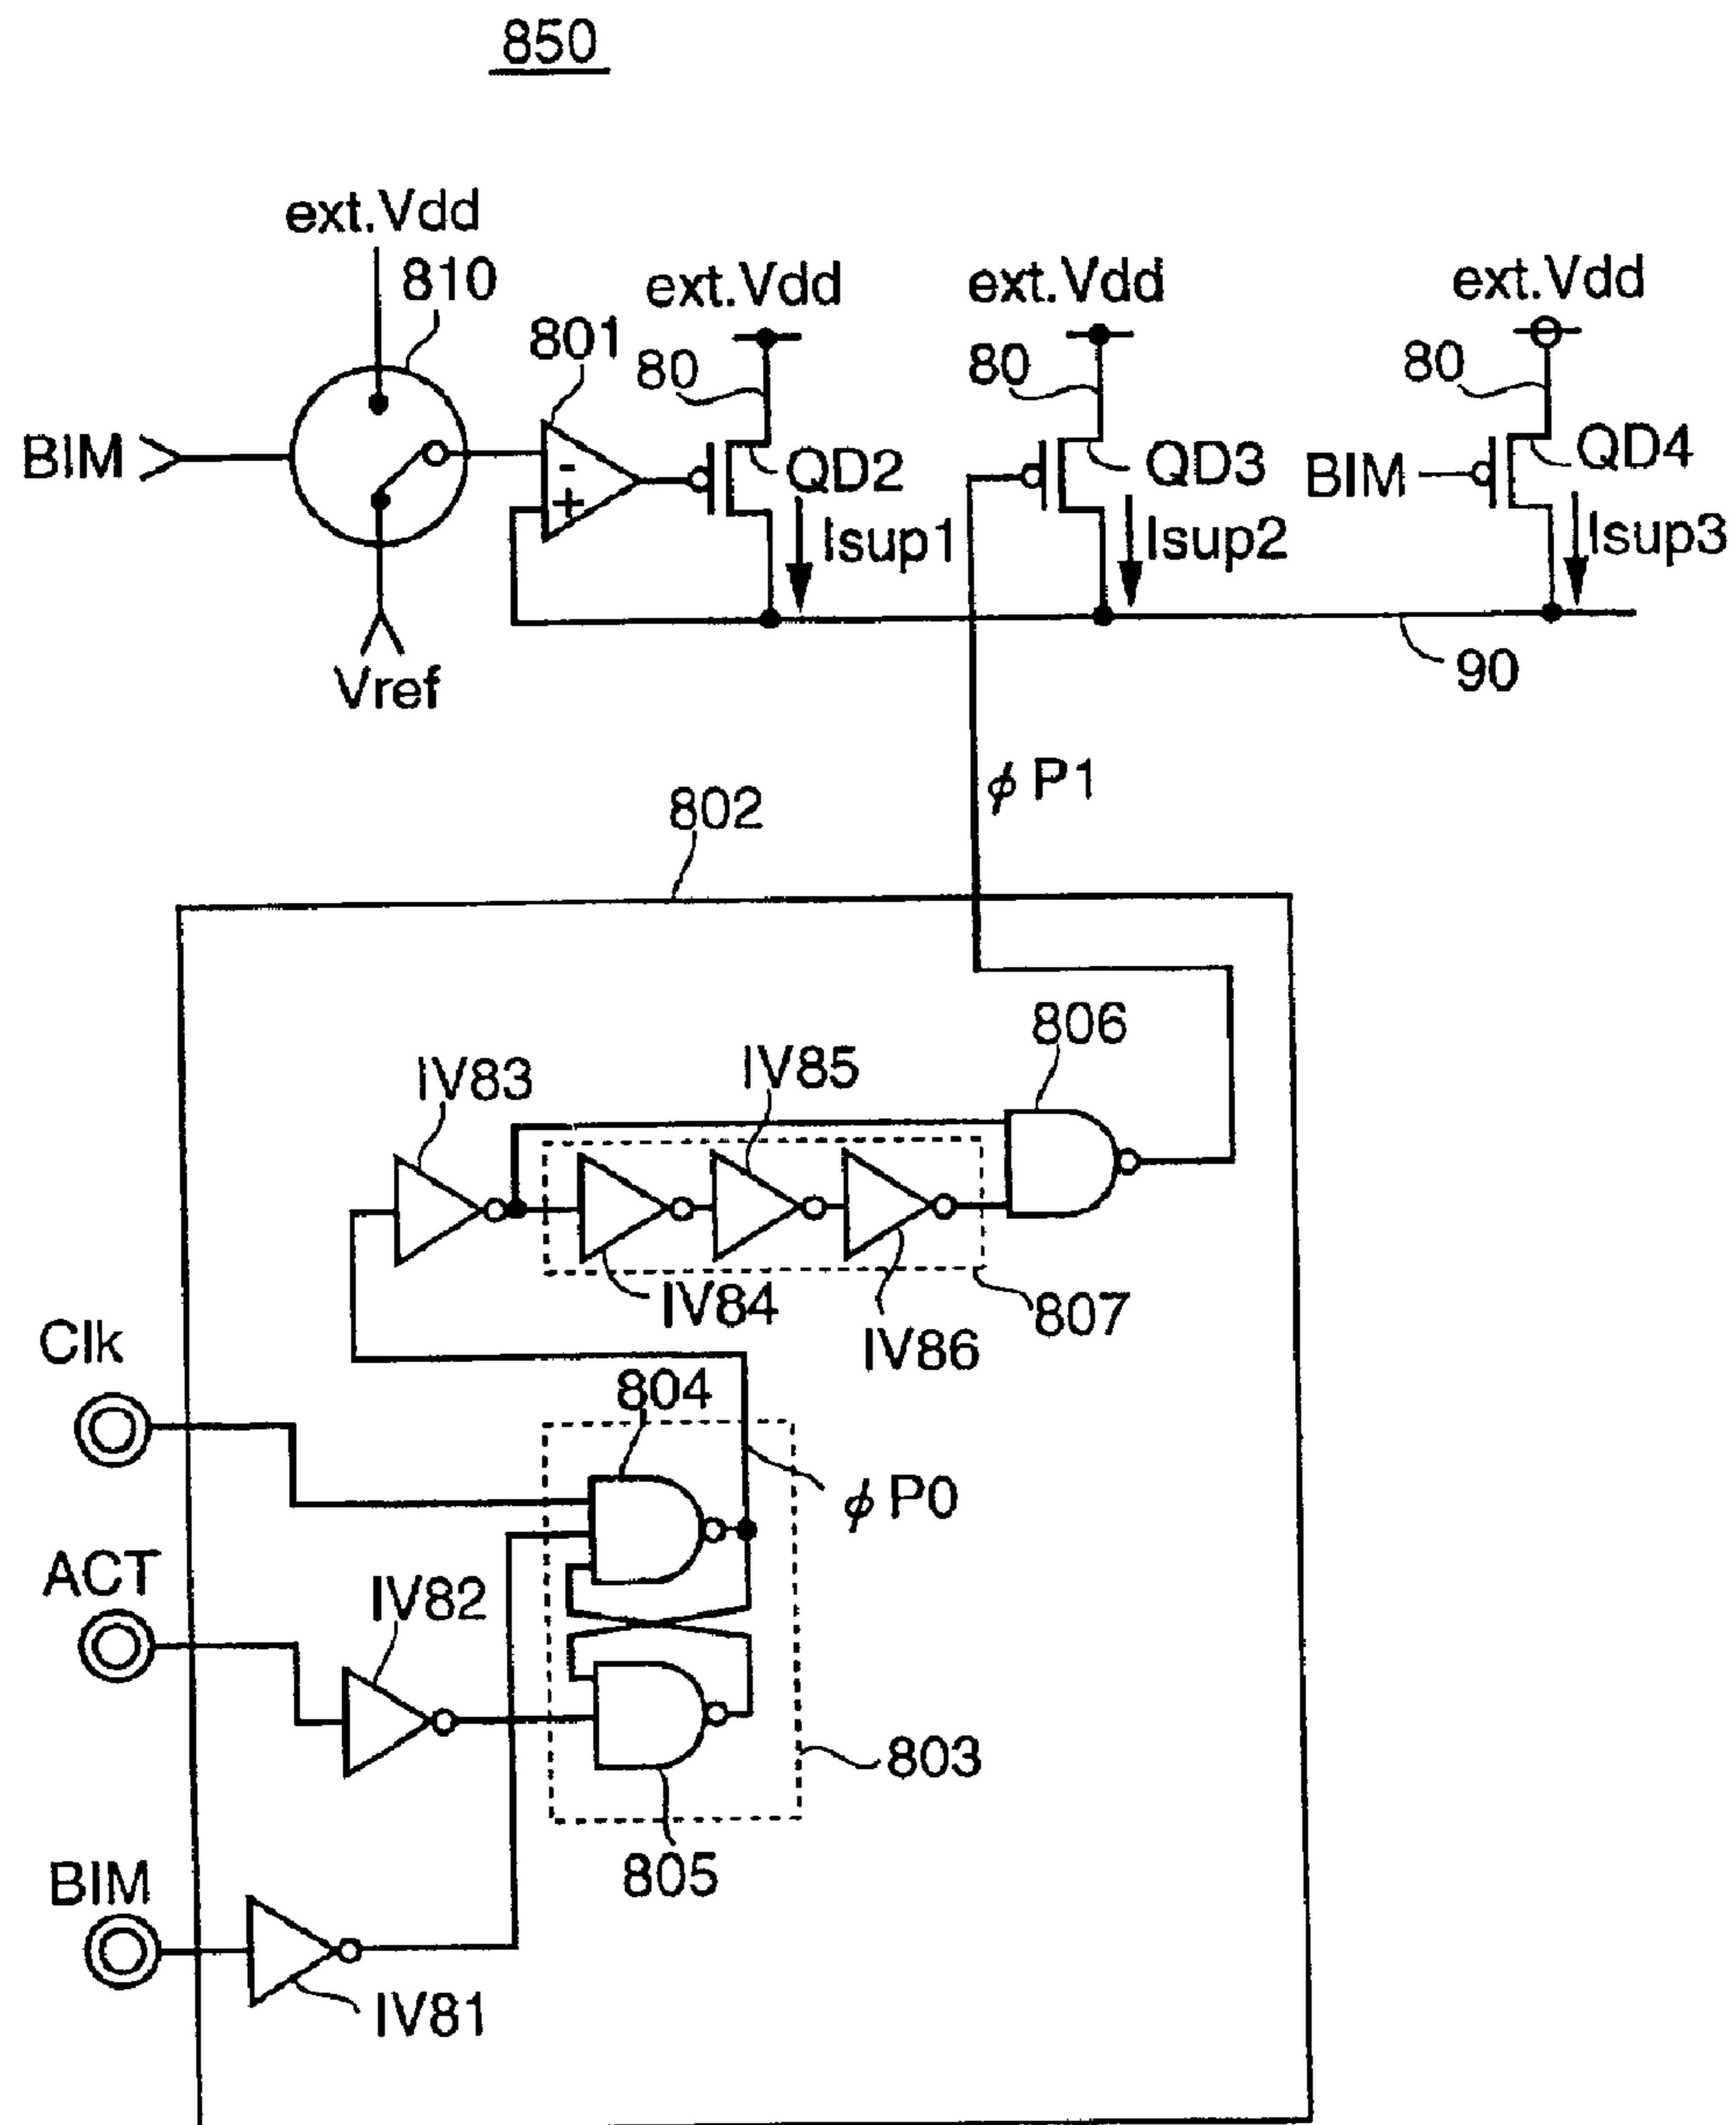 850
ext.Vdd
810
801
ext.Vdd
80
ext.Vdd
80
ext.Vdd
80
BIM
-
+
QD2
QD3
BIM
QD4
Isup1
Isup2
Isup3
Vref
90
ϕ P1
802
806
IV83
IV85
IV84
IV86
807
Clk
804
ϕ P0
ACT
IV82
803
805
BIM
IV81